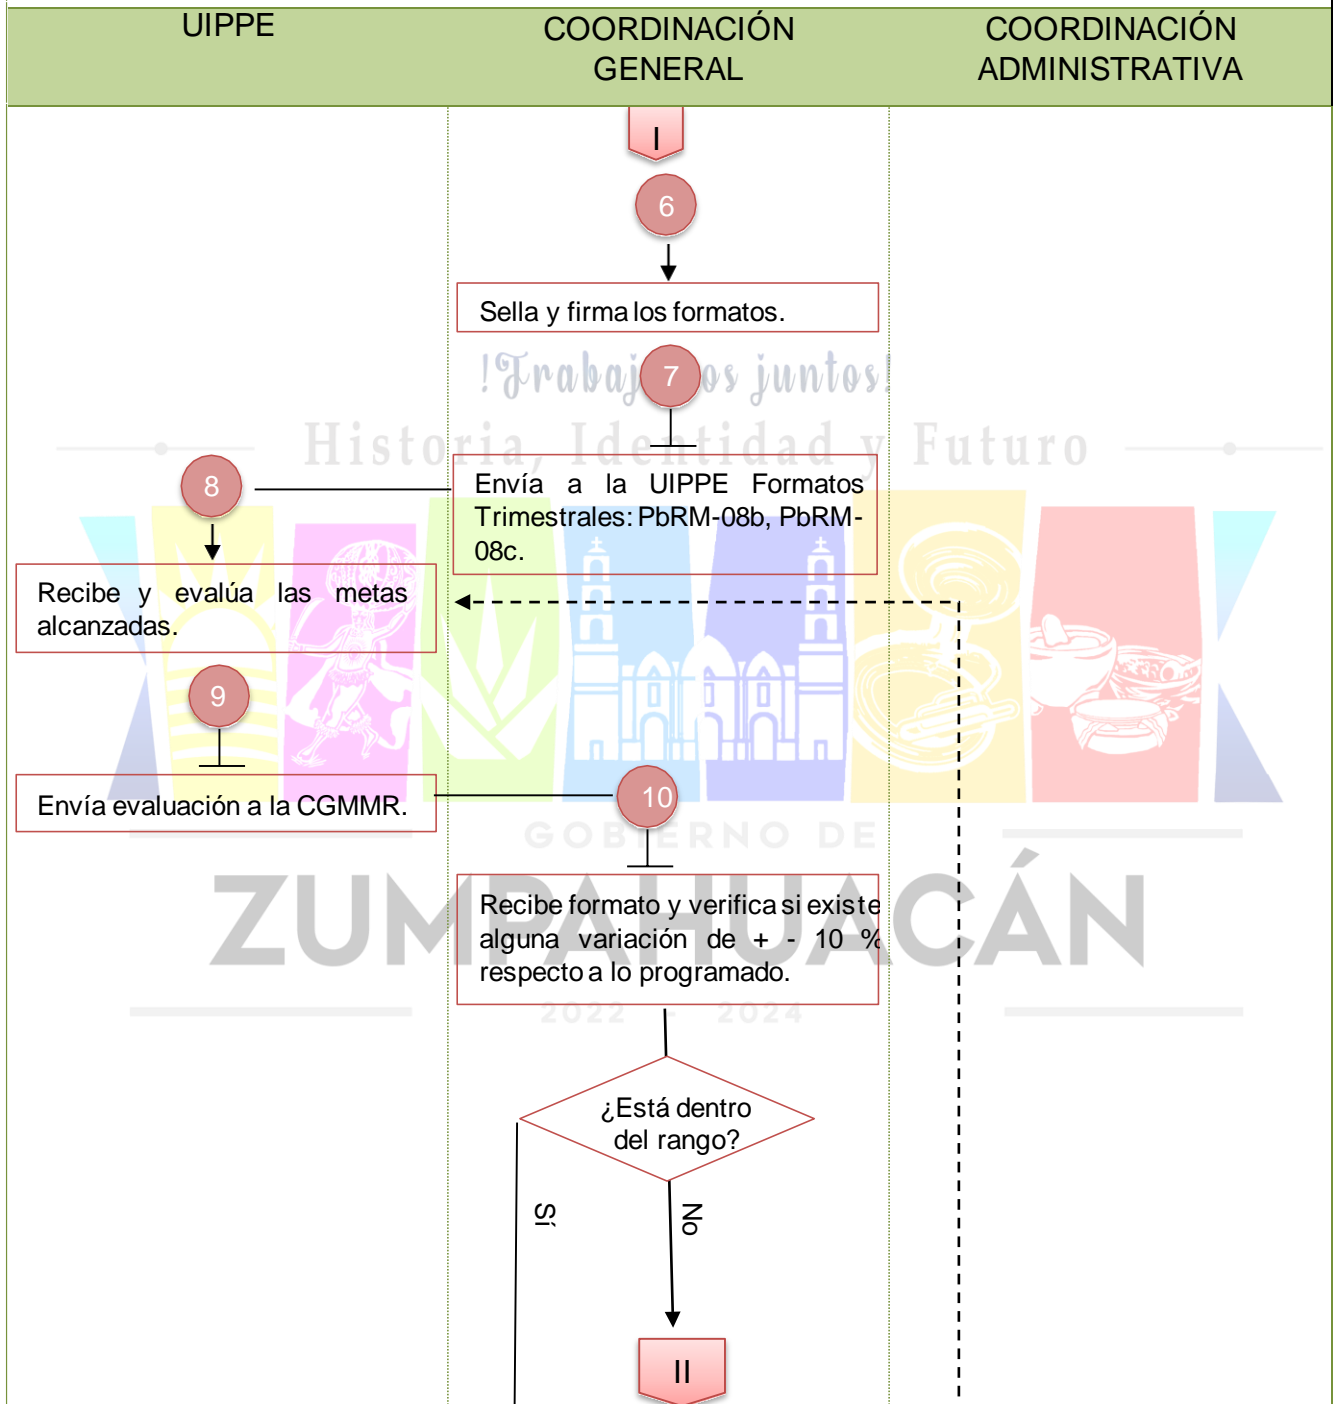 UIPPE
COORDINACIÓN
GENERAL
COORDINACIÓN
ADMINISTRATIVA
I
6
Sella y firma los formatos.
7
Envía a la UIPPE Formatos
Trimestrales: PbRM-08b, PbRM-
08c.
8
Recibe y evalúa las metas
alcanzadas.
9
Envía evaluación a la CGMMR.
10
Recibe formato y verifica si existe
alguna variación de + - 10 %
respecto a lo programado.
¿Está dentro
del rango?
Sí
No
II
Historia, Identidad y Futuro
juntos!
GOBIERNO DE
ZUMPAHUACÁN
2022 - 2024